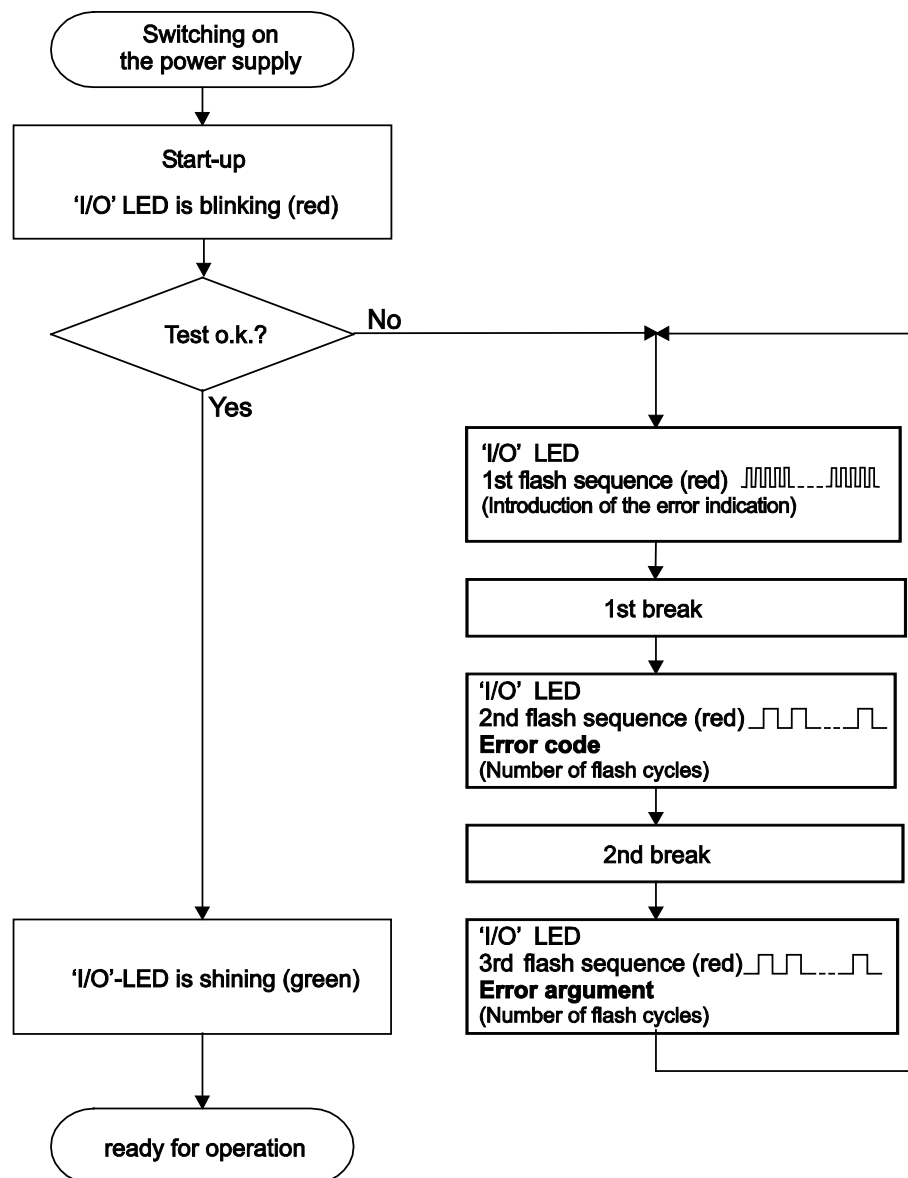 Switching on
the power supply
Start-up
‘I/O’ LED is blinking (red)
Test o.k.?
No
Yes
‘I/O’ LED
1st flash sequence (red)
(Introduction of the error indication)
1st break
‘I/O’ LED
2nd flash sequence (red)
Error code
(Number of flash cycles)
2nd break
‘I/O’ LED
3rd flash sequence (red)
Error argument
(Number of flash cycles)
‘I/O’-LED is shining (green)
ready for operation